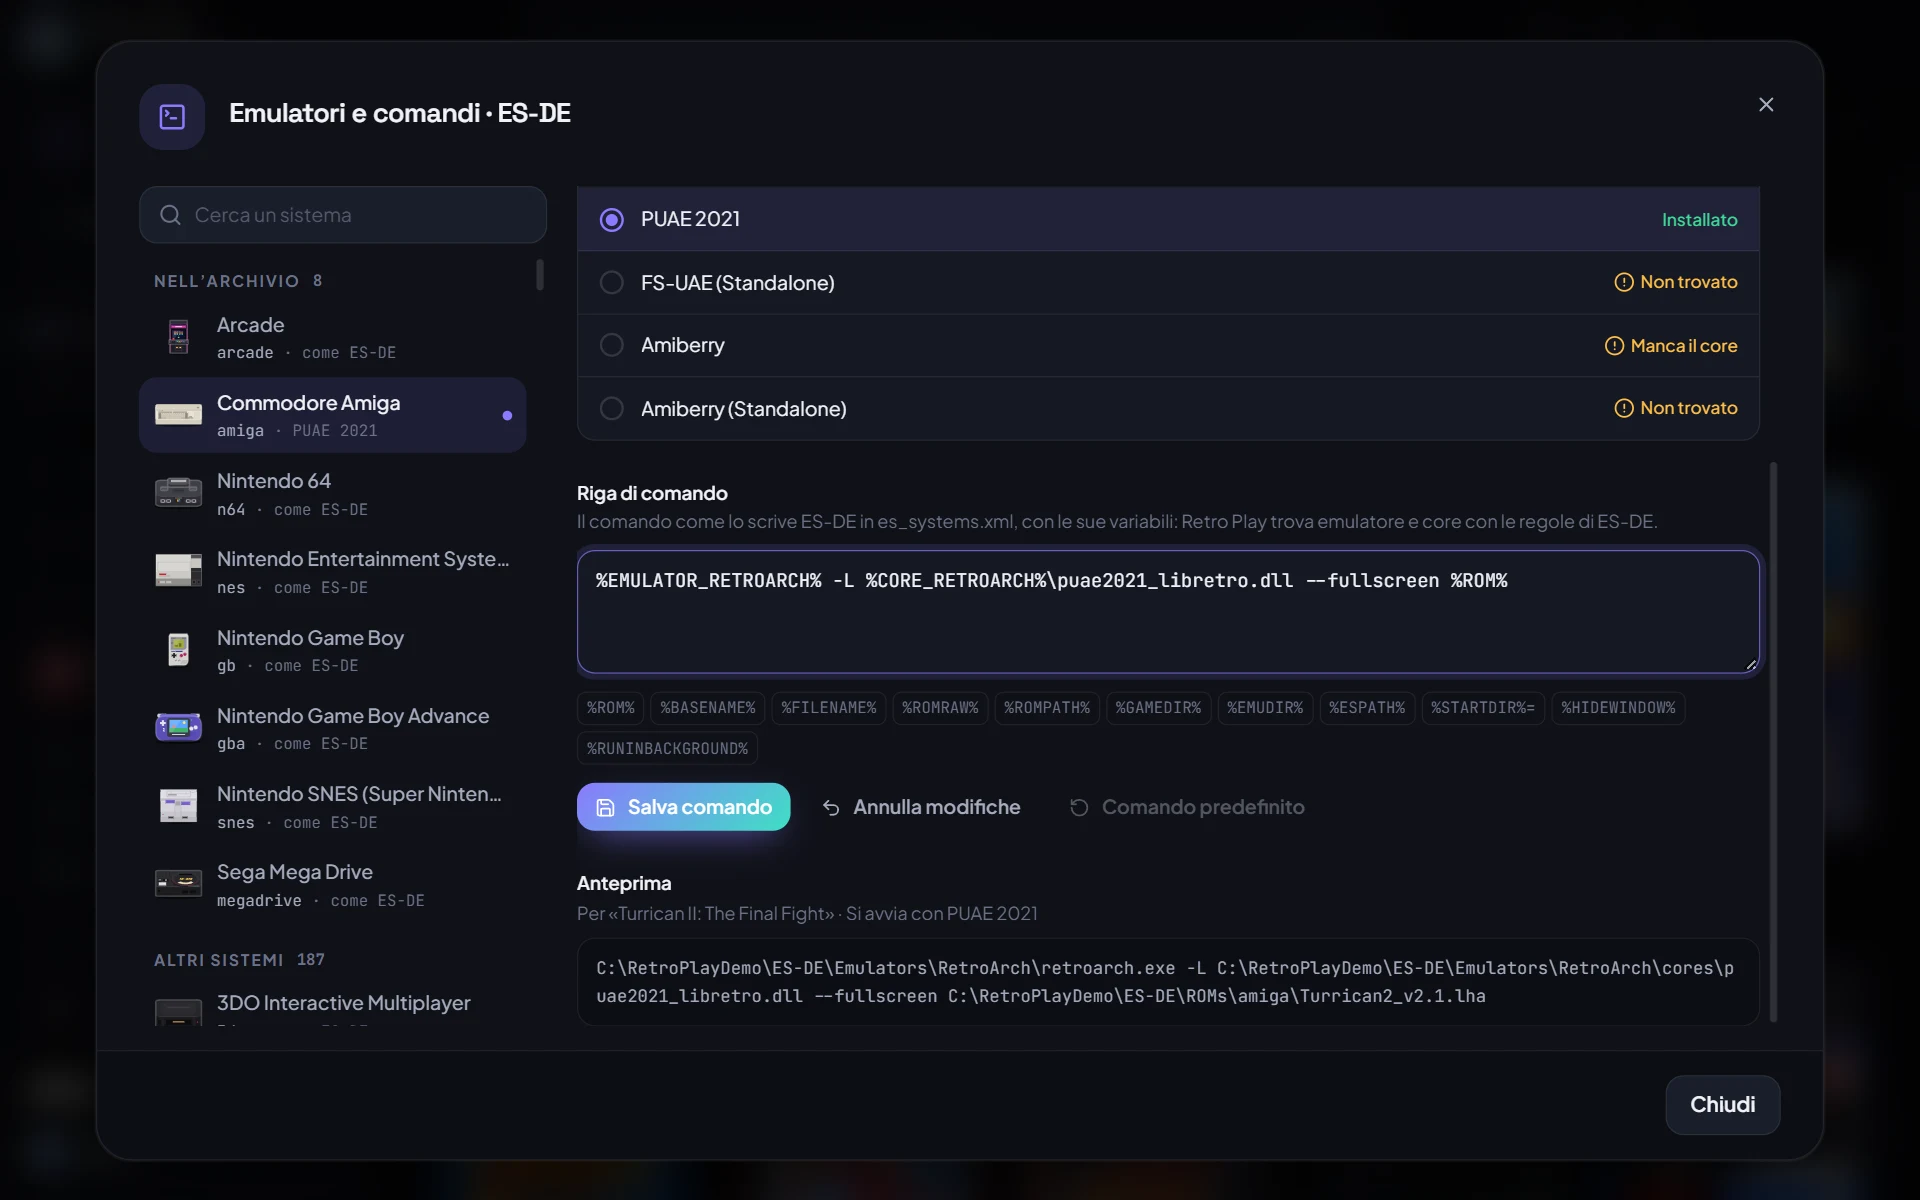 Emulatori e comandi · ES-DE
Cerca un sistema
NELL'ARCHIVIO 8
Arcade
arcade · come ES-DE
Commodore Amiga
amiga · PUAE 2021
Nintendo 64
n64 · come ES-DE
Nintendo Entertainment Syste…
nes · come ES-DE
Nintendo Game Boy
gb · come ES-DE
Nintendo Game Boy Advance
gba · come ES-DE
Nintendo SNES (Super Ninten…
snes · come ES-DE
Sega Mega Drive
megadrive · come ES-DE
ALTRI SISTEMI 187
3DO Interactive Multiplayer
PUAE 2021 Installato
FS-UAE (Standalone) Non trovato
Amiberry Manca il core
Amiberry (Standalone) Non trovato
Riga di comando
Il comando come lo scrive ES-DE in es_systems.xml, con le sue variabili: Retro Play trova emulatore e core con le regole di ES-DE.
%EMULATOR_RETROARCH% -L %CORE_RETROARCH%\puae2021_libretro.dll --fullscreen %ROM%
%ROM% %BASENAME% %FILENAME% %ROMRAW% %ROMPATH% %GAMEDIR% %EMUDIR% %ESPATH% %STARTDIR%= %HIDEWINDOW%
%RUNINBACKGROUND%
Salva comando Annulla modifiche Comando predefinito
Anteprima
Per «Turrican II: The Final Fight» · Si avvia con PUAE 2021
C:\RetroPlayDemo\ES-DE\Emulators\RetroArch\retroarch.exe -L C:\RetroPlayDemo\ES-DE\Emulators\RetroArch\cores\p
uae2021_libretro.dll --fullscreen C:\RetroPlayDemo\ES-DE\ROMs\amiga\Turrican2_v2.1.lha
Chiudi